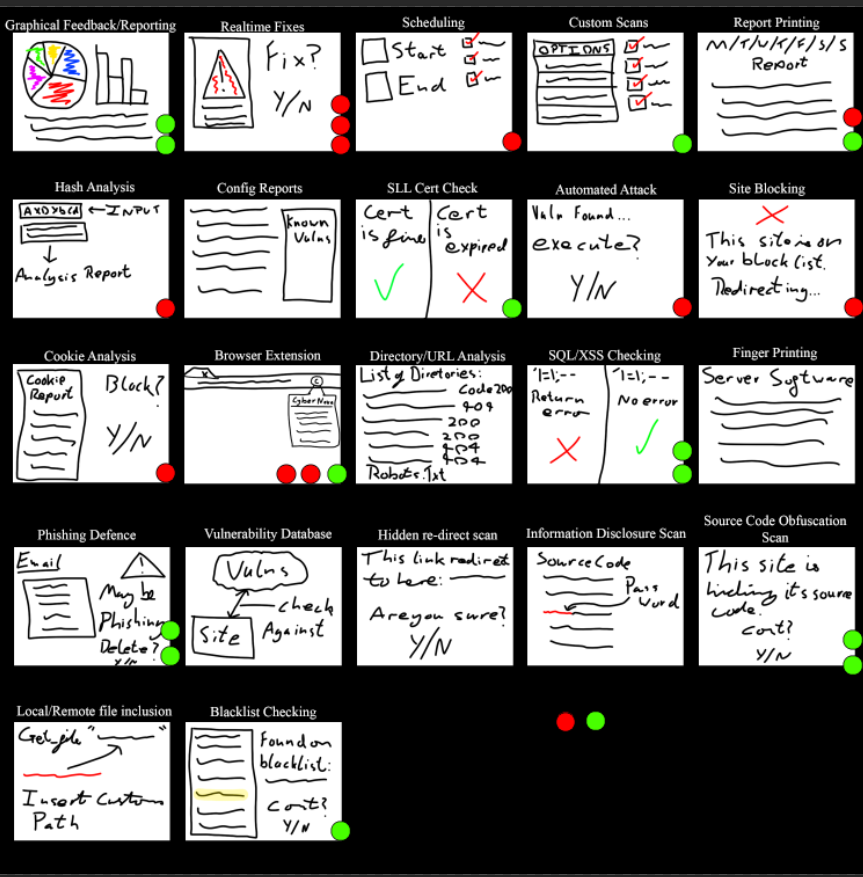 Graphical Feedback/Reporting
Realtime Fixes
Fix?
Y/N
Scheduling
Start
End
Custom Scans
OPTIONS
Report Printing
M/T/W/T/F/S/S
Report
Hash Analysis
← INPUT
Analysis Report
Config Reports
Known
Vulns
SLL Cert Check
Cert
is fine
Cert
is
expired
Automated Attack
Vuln Found...
execute?
Y/N
Site Blocking
This site is on
Your block list.
Redirecting...
Cookie Analysis
Cookie
Report
Block?
Y/N
Browser Extension
x
C
Directory/URL Analysis
List of Diretories:
Code 200
404
200
200
404
404
Robots.Txt
SQL/XSS Checking
'1=1;--
Return
error
'1=1;--
No error
Finger Printing
Server Software
Phishing Defence
Email
!
May be
Phishing
Delete?
Y/N
Vulnerability Database
Vulns
check
Against
Site
Hidden re-direct scan
This link redirect
to here:
Are you sure?
Y/N
Information Disclosure Scan
Source Code
Pass
word
Source Code Obfuscation
Scan
This site is
hiding its source
code.
cont?
Y/N
Local/Remote file inclusion
Get_file " "
Insert Custom
Path
Blacklist Checking
Found on
blacklist:
cont?
Y/N